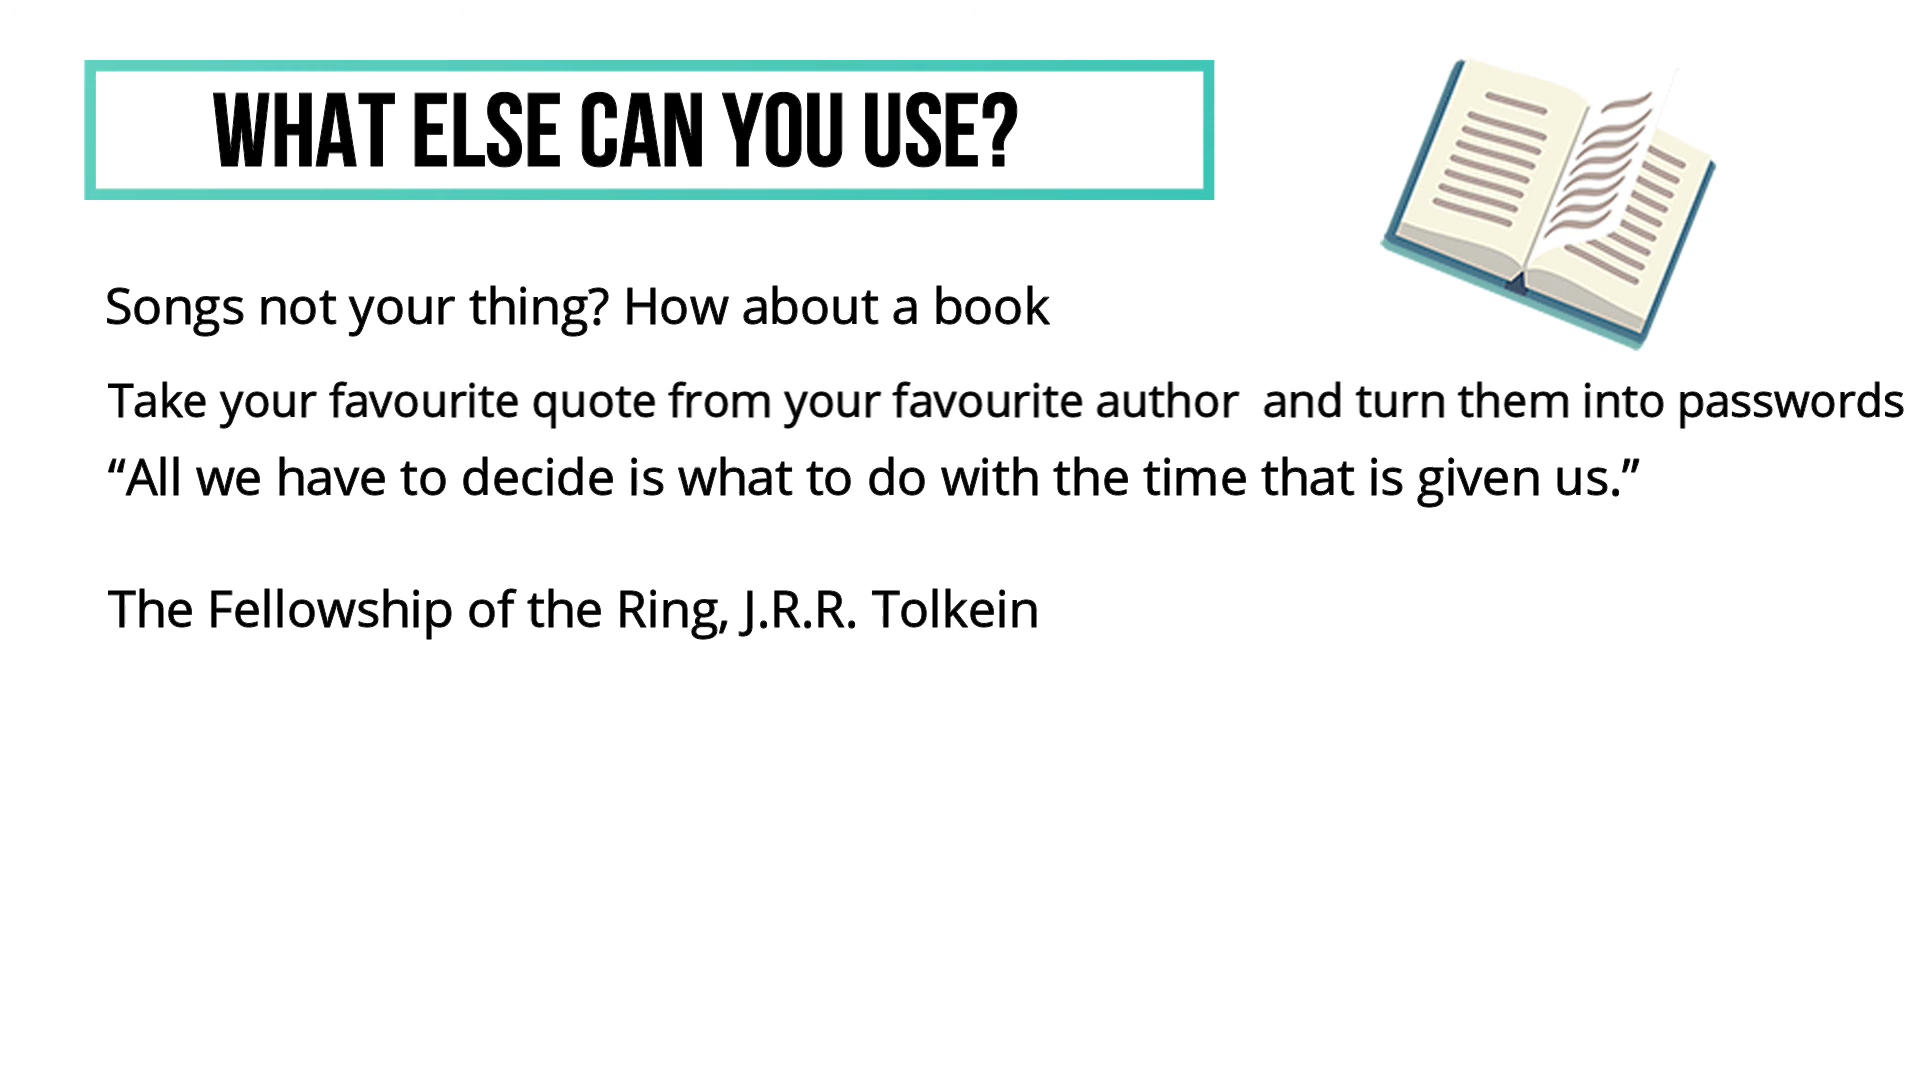 WHAT ELSE CAN YOU USE?
Songs not your thing? How about a book
Take your favourite quote from your favourite author  and turn them into passwords
“All we have to decide is what to do with the time that is given us.”
The Fellowship of the Ring, J.R.R. Tolkein